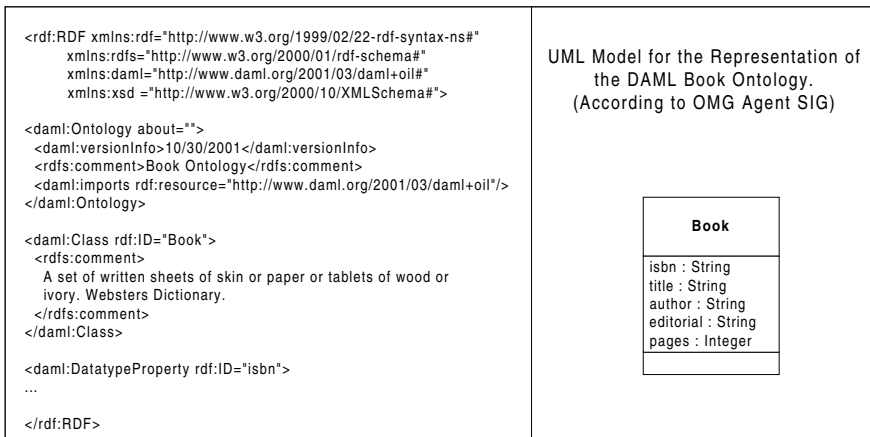 <rdf:RDF xmlns:rdf="http://www.w3.org/1999/02/22-rdf-syntax-ns#"
xmlns:rdfs="http://www.w3.org/2000/01/rdf-schema#"
xmlns:daml="http://www.daml.org/2001/03/daml+oil#"
xmlns:xsd ="http://www.w3.org/2000/10/XMLSchema#">
<daml:Ontology about="">
<daml:versionInfo>10/30/2001</daml:versionInfo>
<rdfs:comment>Book Ontology</rdfs:comment>
<daml:imports rdf:resource="http://www.daml.org/2001/03/daml+oil"/>
</daml:Ontology>
<daml:Class rdf:ID="Book">
<rdfs:comment>
A set of written sheets of skin or paper or tablets of wood or
ivory. Websters Dictionary.
</rdfs:comment>
</daml:Class>
<daml:DatatypeProperty rdf:ID="isbn">
...
</rdf:RDF>
UML Model for the Representation of
the DAML Book Ontology.
(According to OMG Agent SIG)
Book
isbn : String
title : String
author : String
editorial : String
pages : Integer